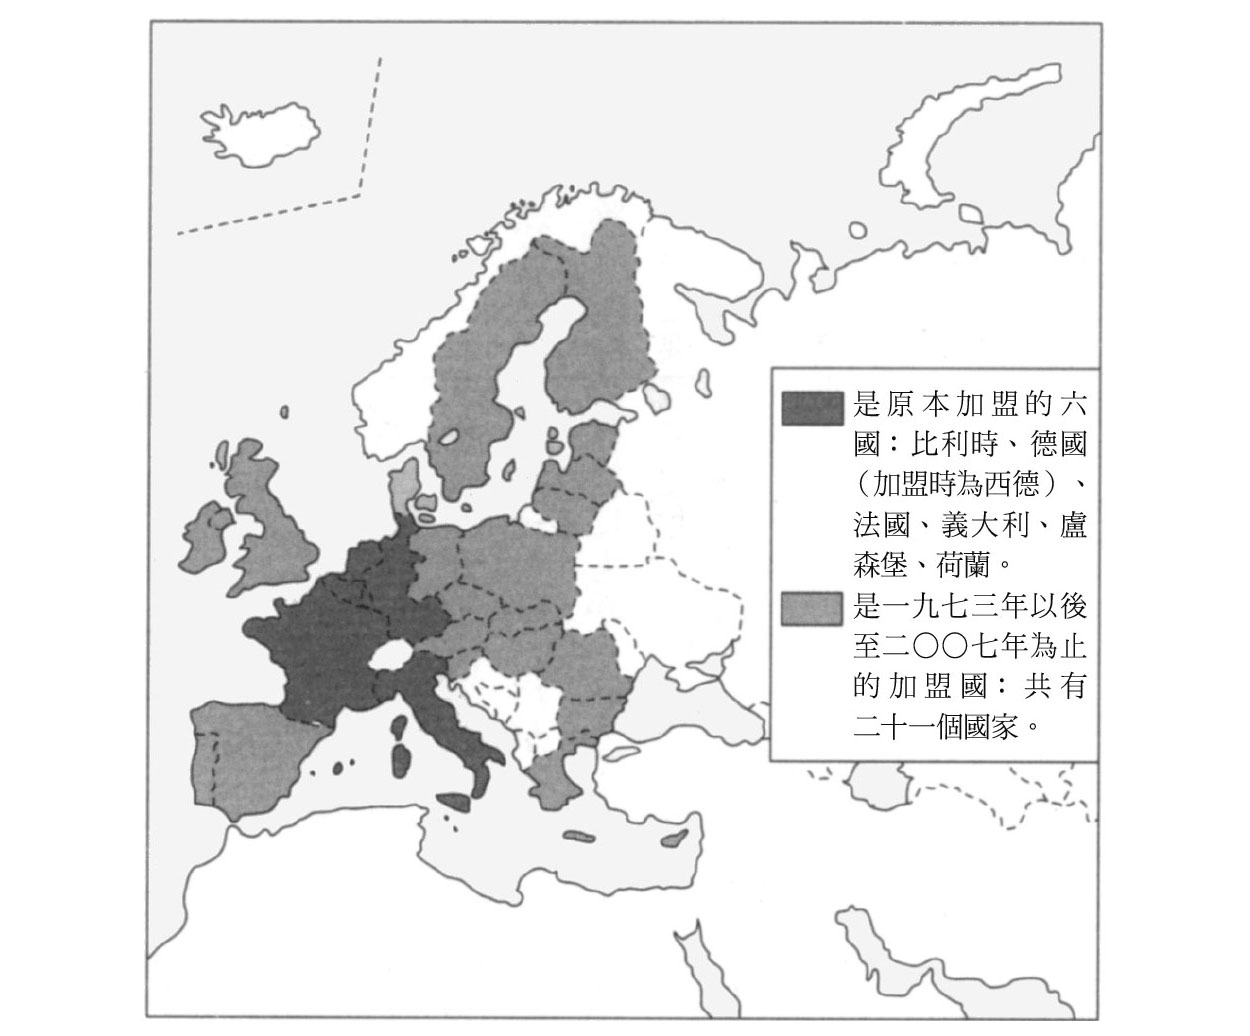 是原本加盟的六
國：比利時、德國
（加盟時為西德）、
法國、義大利、盧
森堡、荷蘭。
是一九七三年以後
至二〇〇七年為止
的加盟國：共有
二十一個國家。